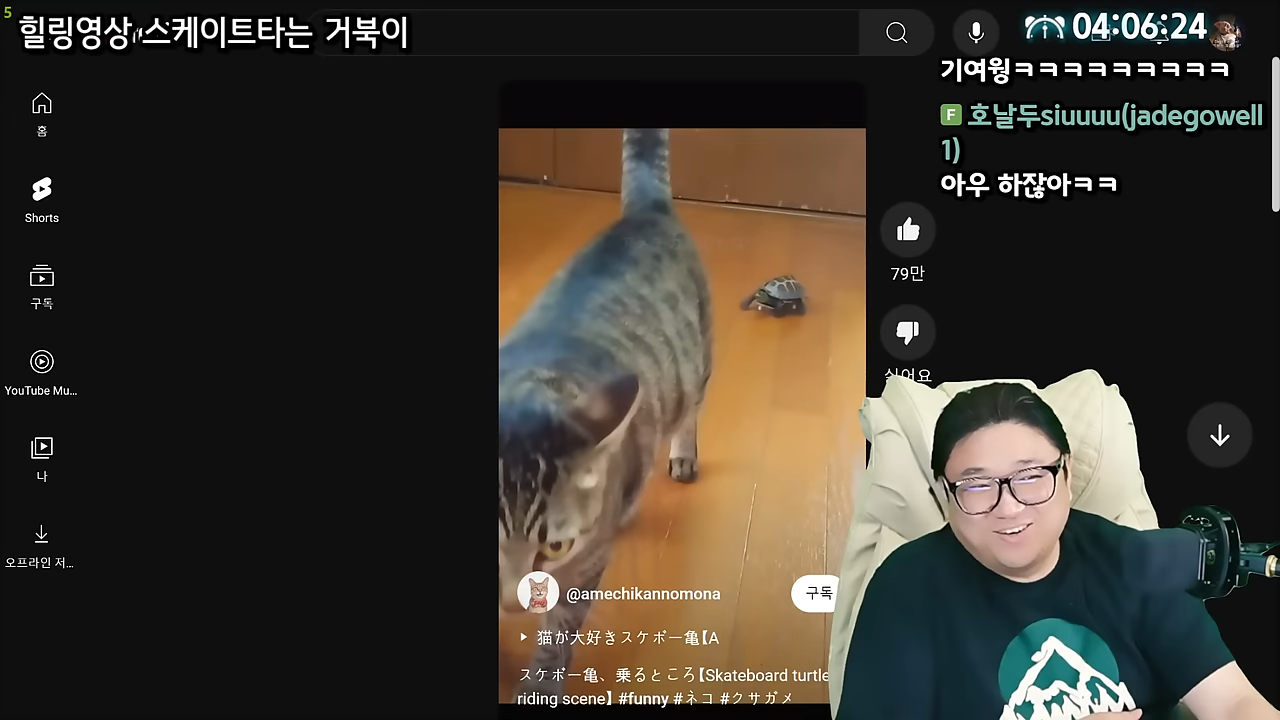 5
힐링영상 스케이트타는 거북이
04:06:24
기여웡ㅋㅋㅋㅋㅋㅋㅋㅋㅋ
F 호날두siuuuu(jadegowell
1)
아우 하잖아ㅋㅋ
홈
Shorts
구독
YouTube Mu...
나
오프라인 저...
79만
싫어요
@amechikannomona
구독
猫が大好きスケボー亀【A
スケボー亀、乗るところ【Skateboard turtle
riding scene】 #funny #ネコ #クサガメ